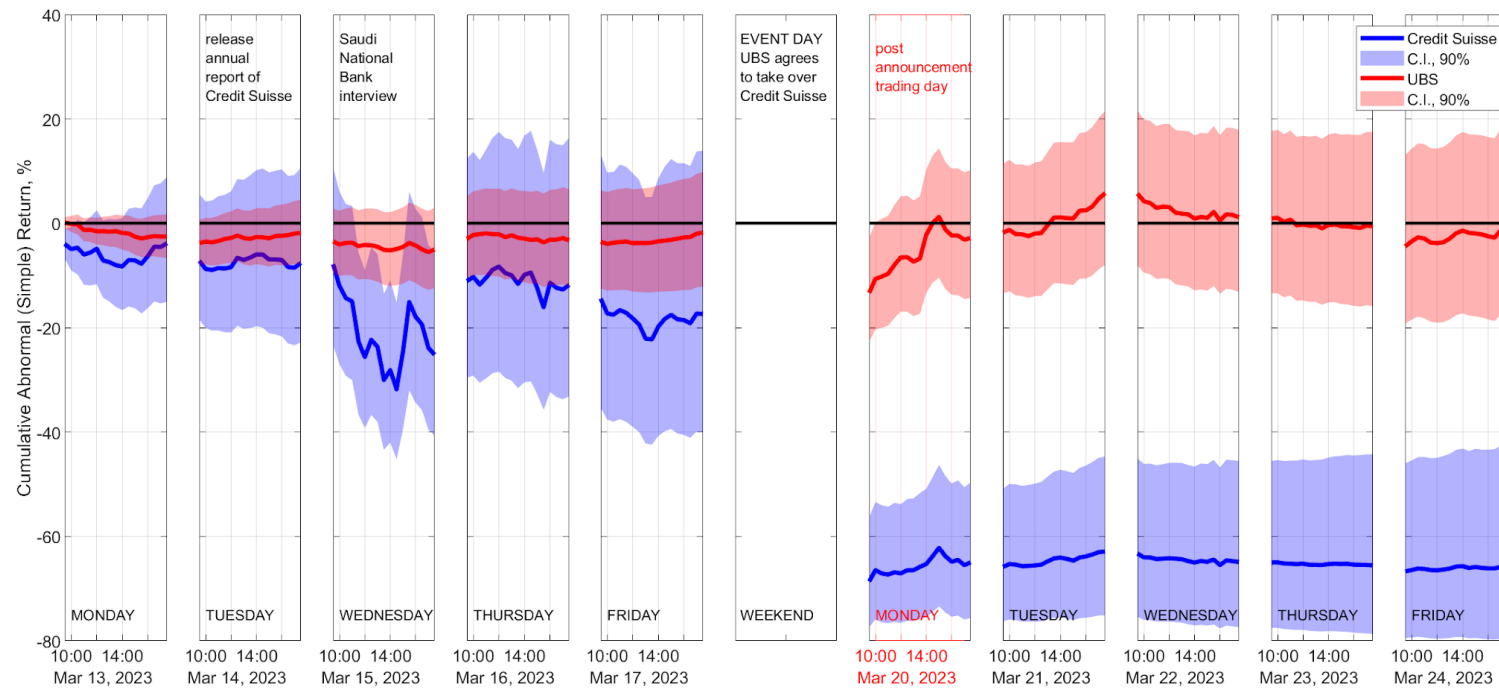 Cumulative Abnormal (Simple) Return, %
40
20
0
-20
-40
-60
-80
release
annual
report of
Credit Suisse
Saudi
National
Bank
interview
EVENT DAY
UBS agrees
to take over
Credit Suisse
post
announcement
trading day
Credit Suisse
C.I., 90%
UBS
C.I., 90%
MONDAY
TUESDAY
WEDNESDAY
THURSDAY
FRIDAY
WEEKEND
MONDAY
TUESDAY
WEDNESDAY
THURSDAY
FRIDAY
10:00 14:00
Mar 13, 2023
10:00 14:00
Mar 14, 2023
10:00 14:00
Mar 15, 2023
10:00 14:00
Mar 16, 2023
10:00 14:00
Mar 17, 2023
10:00 14:00
Mar 20, 2023
10:00 14:00
Mar 21, 2023
10:00 14:00
Mar 22, 2023
10:00 14:00
Mar 23, 2023
10:00 14:00
Mar 24, 2023